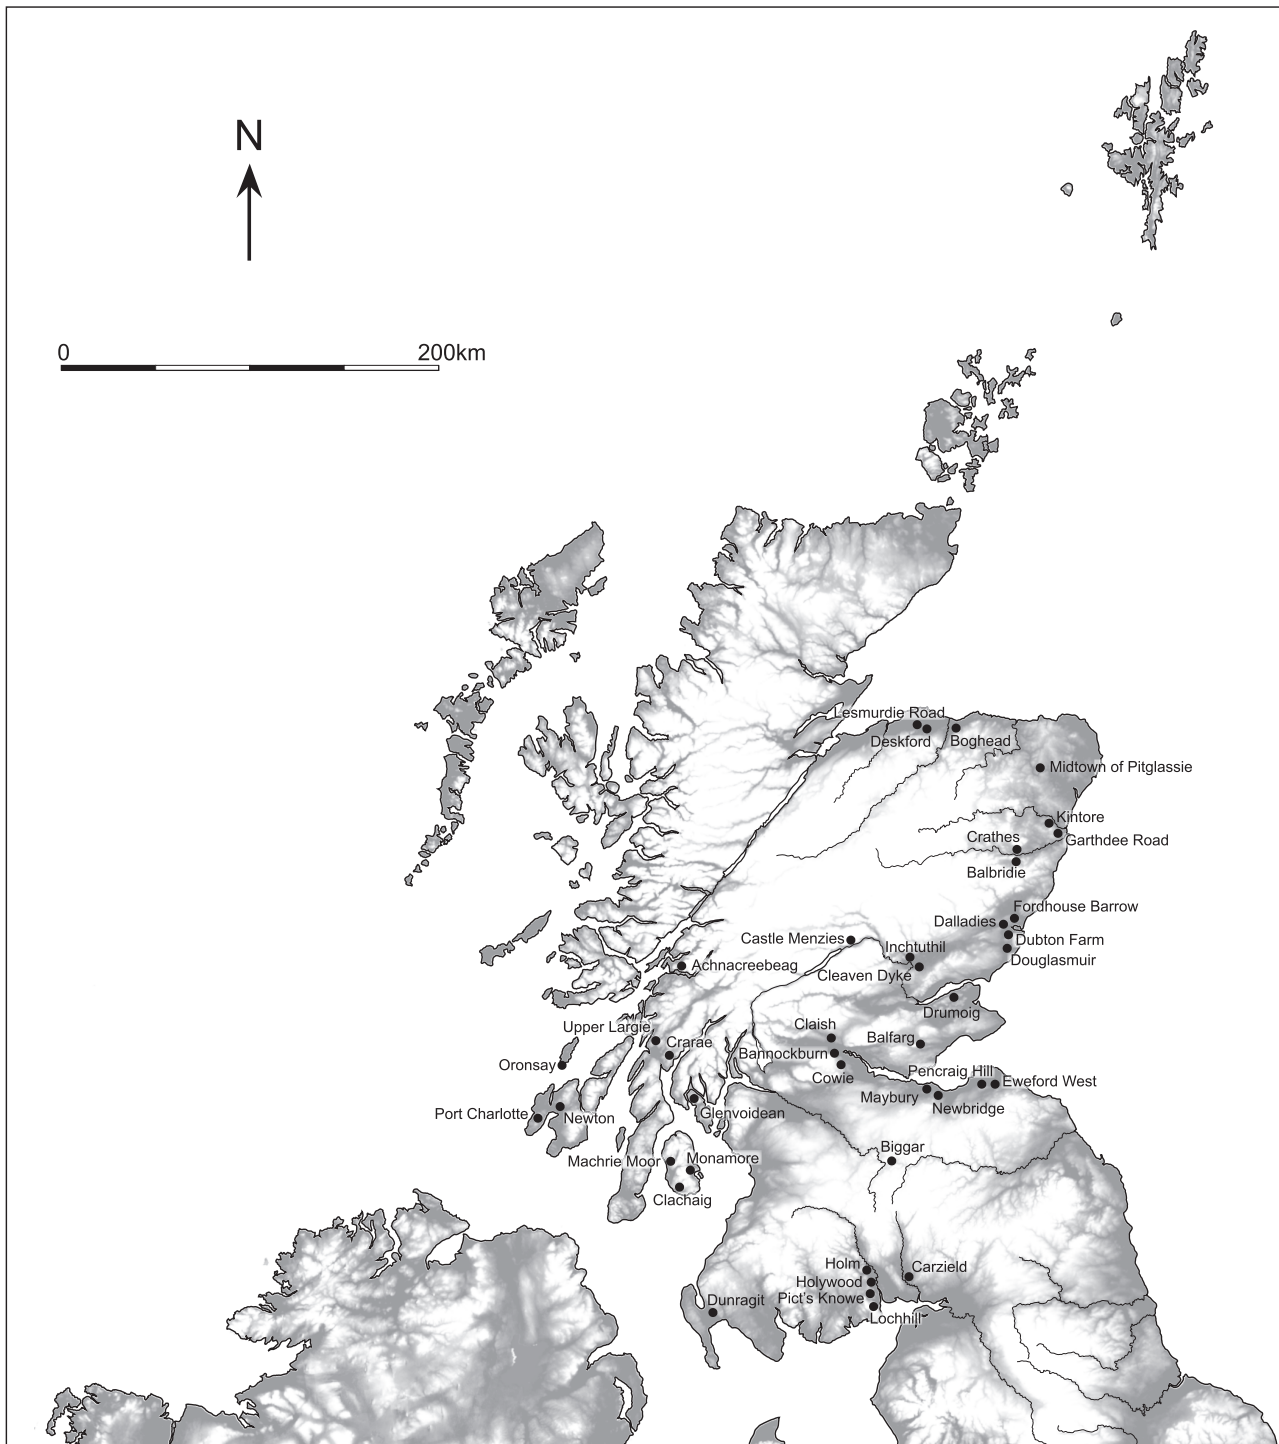 N
0 200km
Lesmurdie Road
Deskford
Boghead
Midtown of Pitglassie
Kintore
Garthdee Road
Crathes
Balbridie
Fordhouse Barrow
Dalladies
Dubton Farm
Douglasmuir
Castle Menzies
Inchtuthil
Cleaven Dyke
Achnacreebeag
Drumoig
Upper Largie
Claish
Balfarg
Crarae
Bannockburn
Oronsay
Cowie
Pencraig Hill
Eweford West
Maybury
Newbridge
Port Charlotte
Newton
Glenvoidean
Biggar
Machrie Moor
Monamore
Clachaig
Holm
Carzield
Holywood
Pict's Knowe
Dunragit
Lochhill